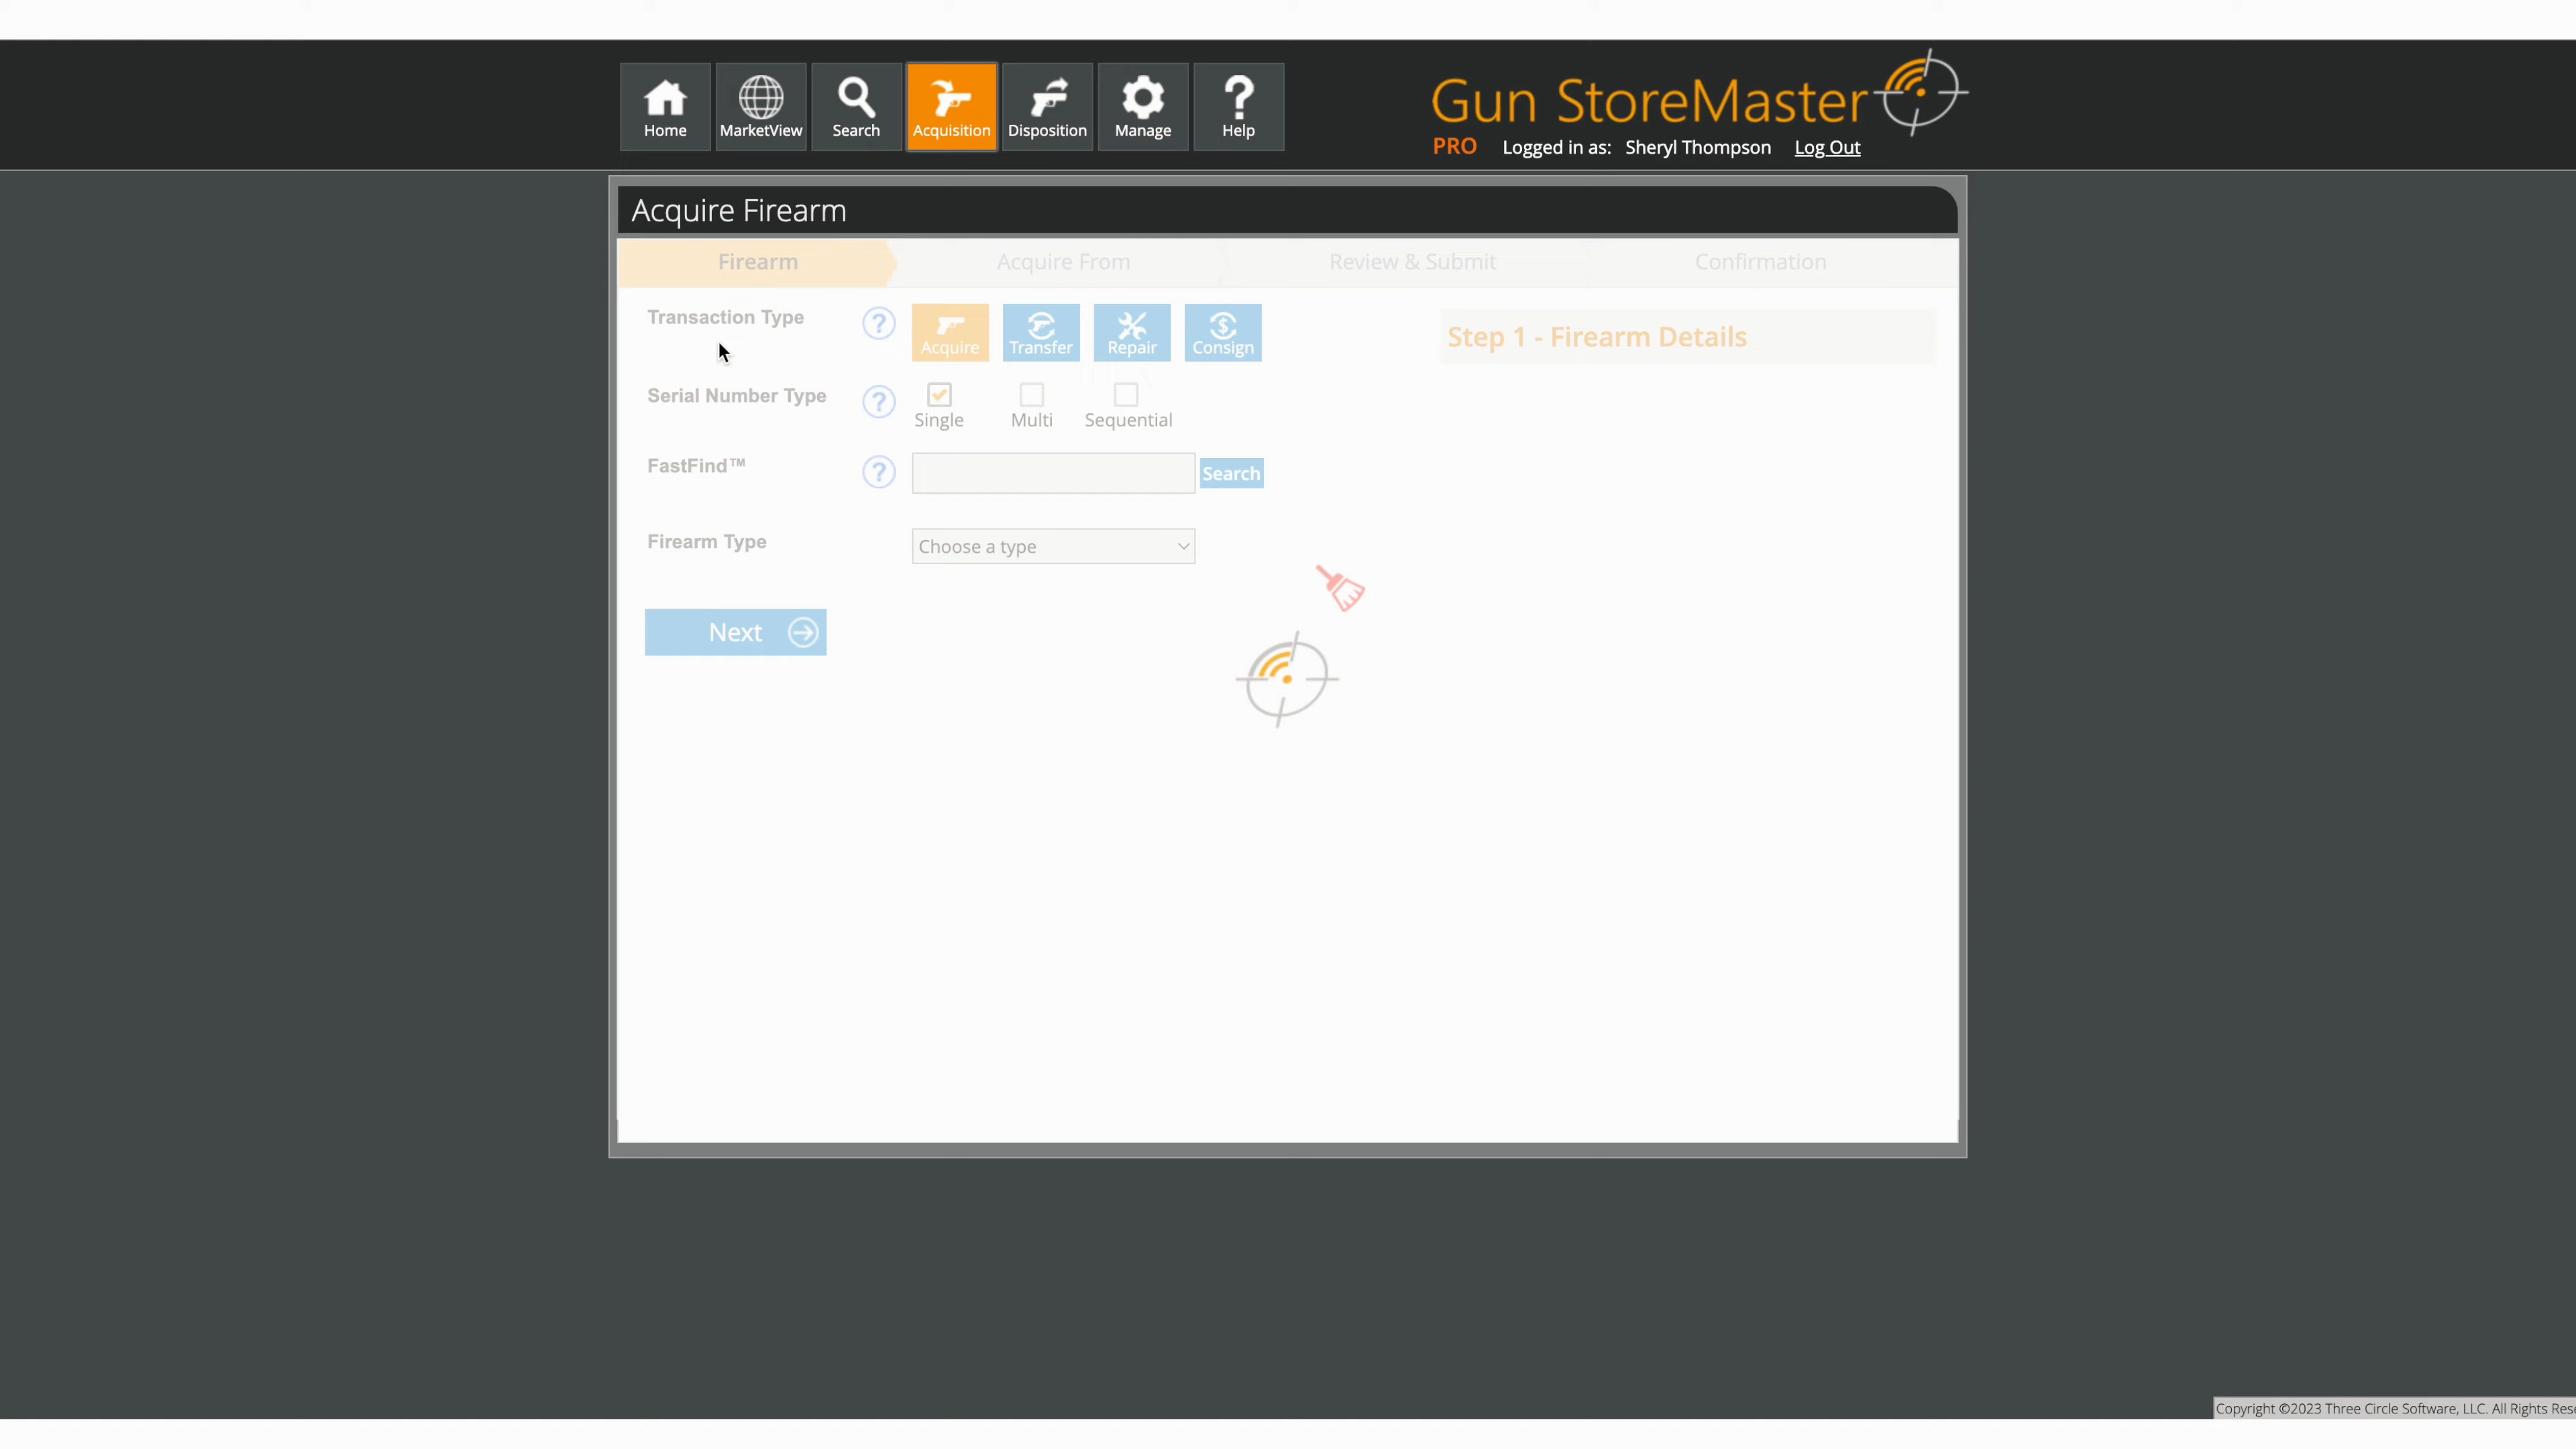 Home
MarketView
Search
Acquisition
Disposition
Manage
Help
Gun StoreMaster
PRO Logged in as: Sheryl Thompson Log Out
Acquire Firearm
Firearm
Acquire From
Review & Submit
Confirmation
Transaction Type
?
Acquire
Transfer
Repair
Consign
Step 1 - Firearm Details
Serial Number Type
?
Single
Multi
Sequential
FastFind™
?
Search
Firearm Type
Choose a type
Next
Copyright ©2023 Three Circle Software, LLC. All Rights Rese